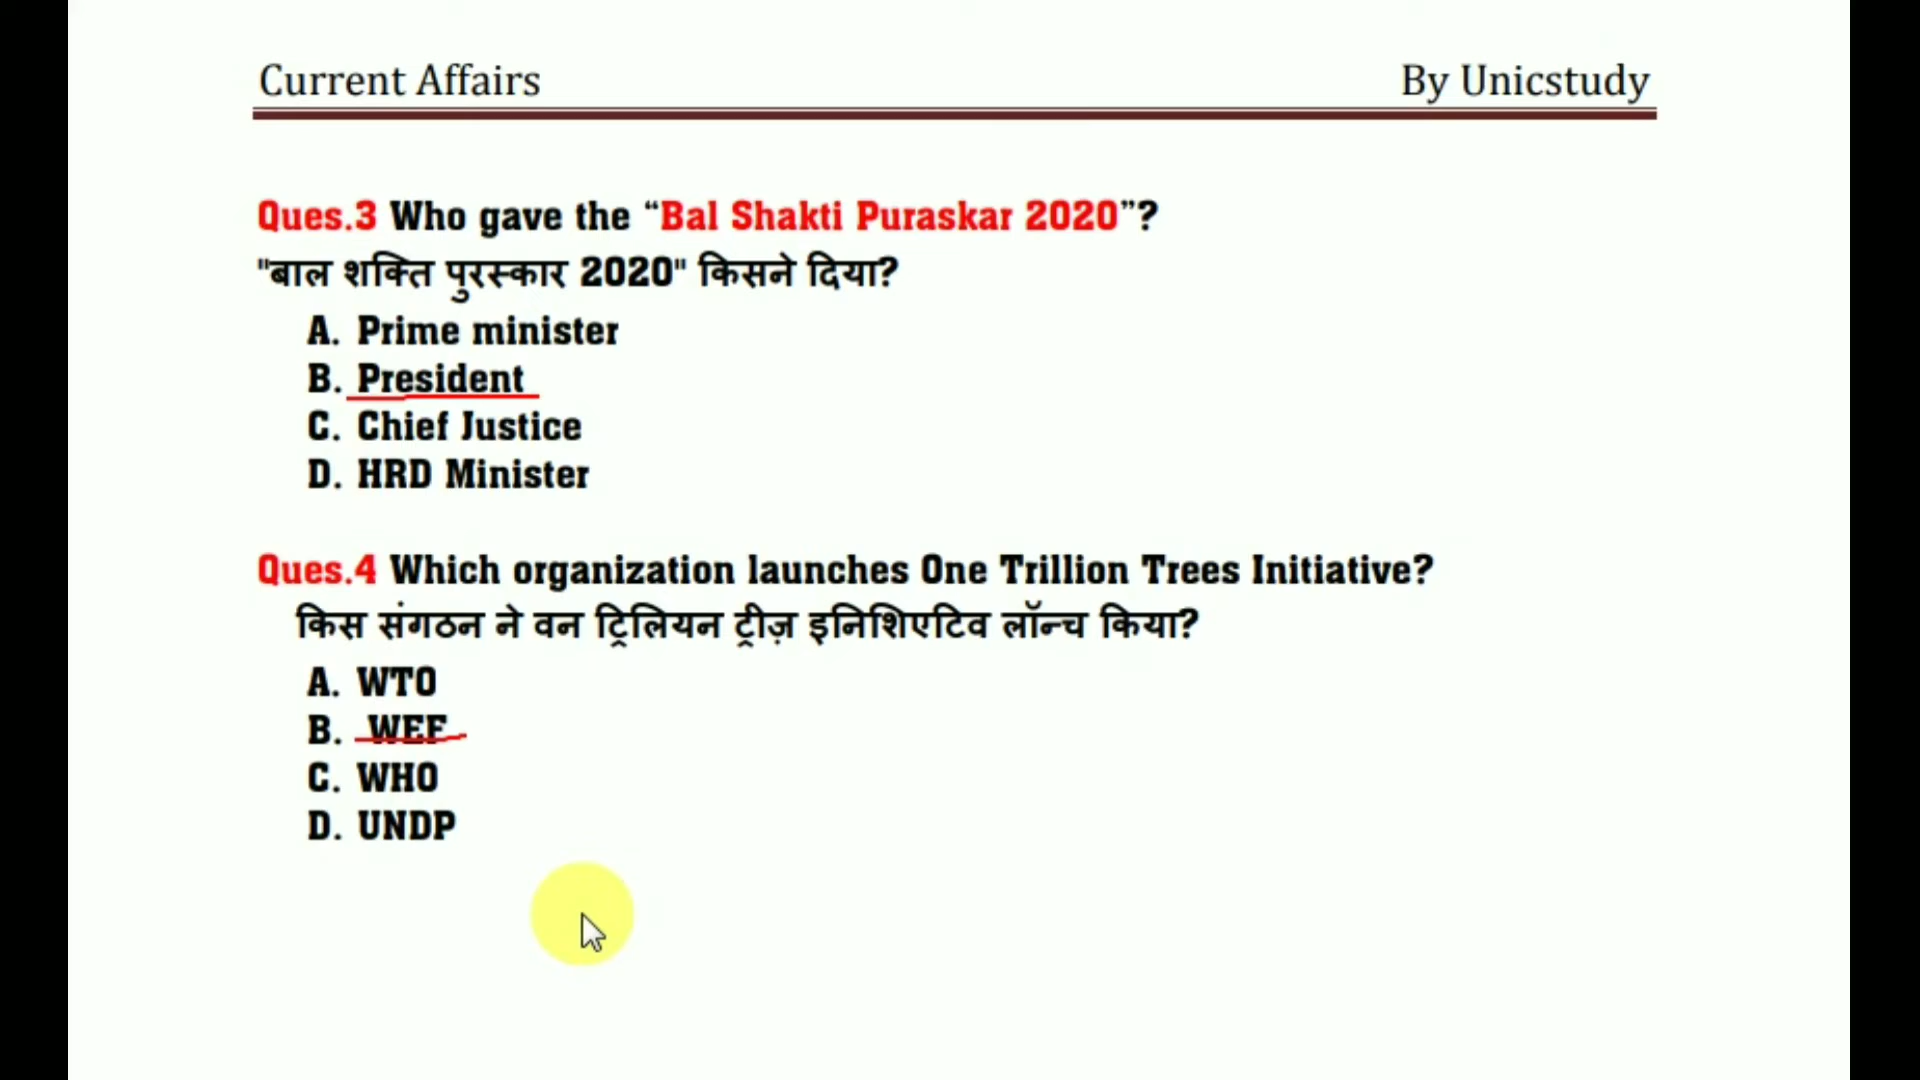 Current Affairs By Unicstudy
Ques.3 Who gave the “Bal Shakti Puraskar 2020”?
"बाल शक्ति पुरस्कार 2020" किसने दिया?
A. Prime minister
B. President
C. Chief Justice
D. HRD Minister
Ques.4 Which organization launches One Trillion Trees Initiative?
किस संगठन ने वन ट्रिलियन ट्रीज़ इनिशिएटिव लॉन्च किया?
A. WTO
B. WEF
C. WHO
D. UNDP